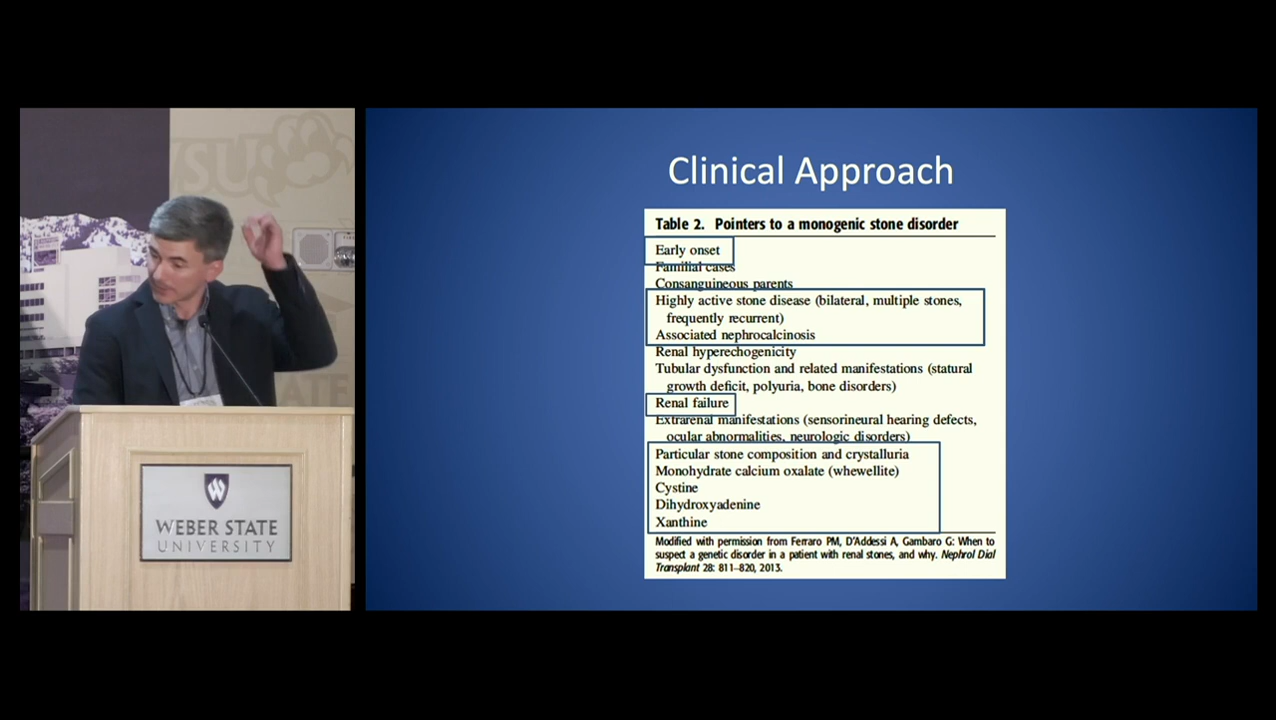 WSU
WEBER STATE
UNIVERSITY
Clinical Approach
Table 2. Pointers to a monogenic stone disorder
Early onset
Familial cases
Consanguineous parents
Highly active stone disease (bilateral, multiple stones,
frequently recurrent)
Associated nephrocalcinosis
Renal hyperechogenicity
Tubular dysfunction and related manifestations (statural
growth deficit, polyuria, bone disorders)
Renal failure
Extrarenal manifestations (sensorineural hearing defects,
ocular abnormalities, neurologic disorders)
Particular stone composition and crystalluria
Monohydrate calcium oxalate (whewellite)
Cystine
Dihydroxyadenine
Xanthine
Modified with permission from Ferraro PM, D'Addessi A, Gambaro G: When to
suspect a genetic disorder in a patient with renal stones, and why. Nephrol Dial
Transplant 28: 811–820, 2013.